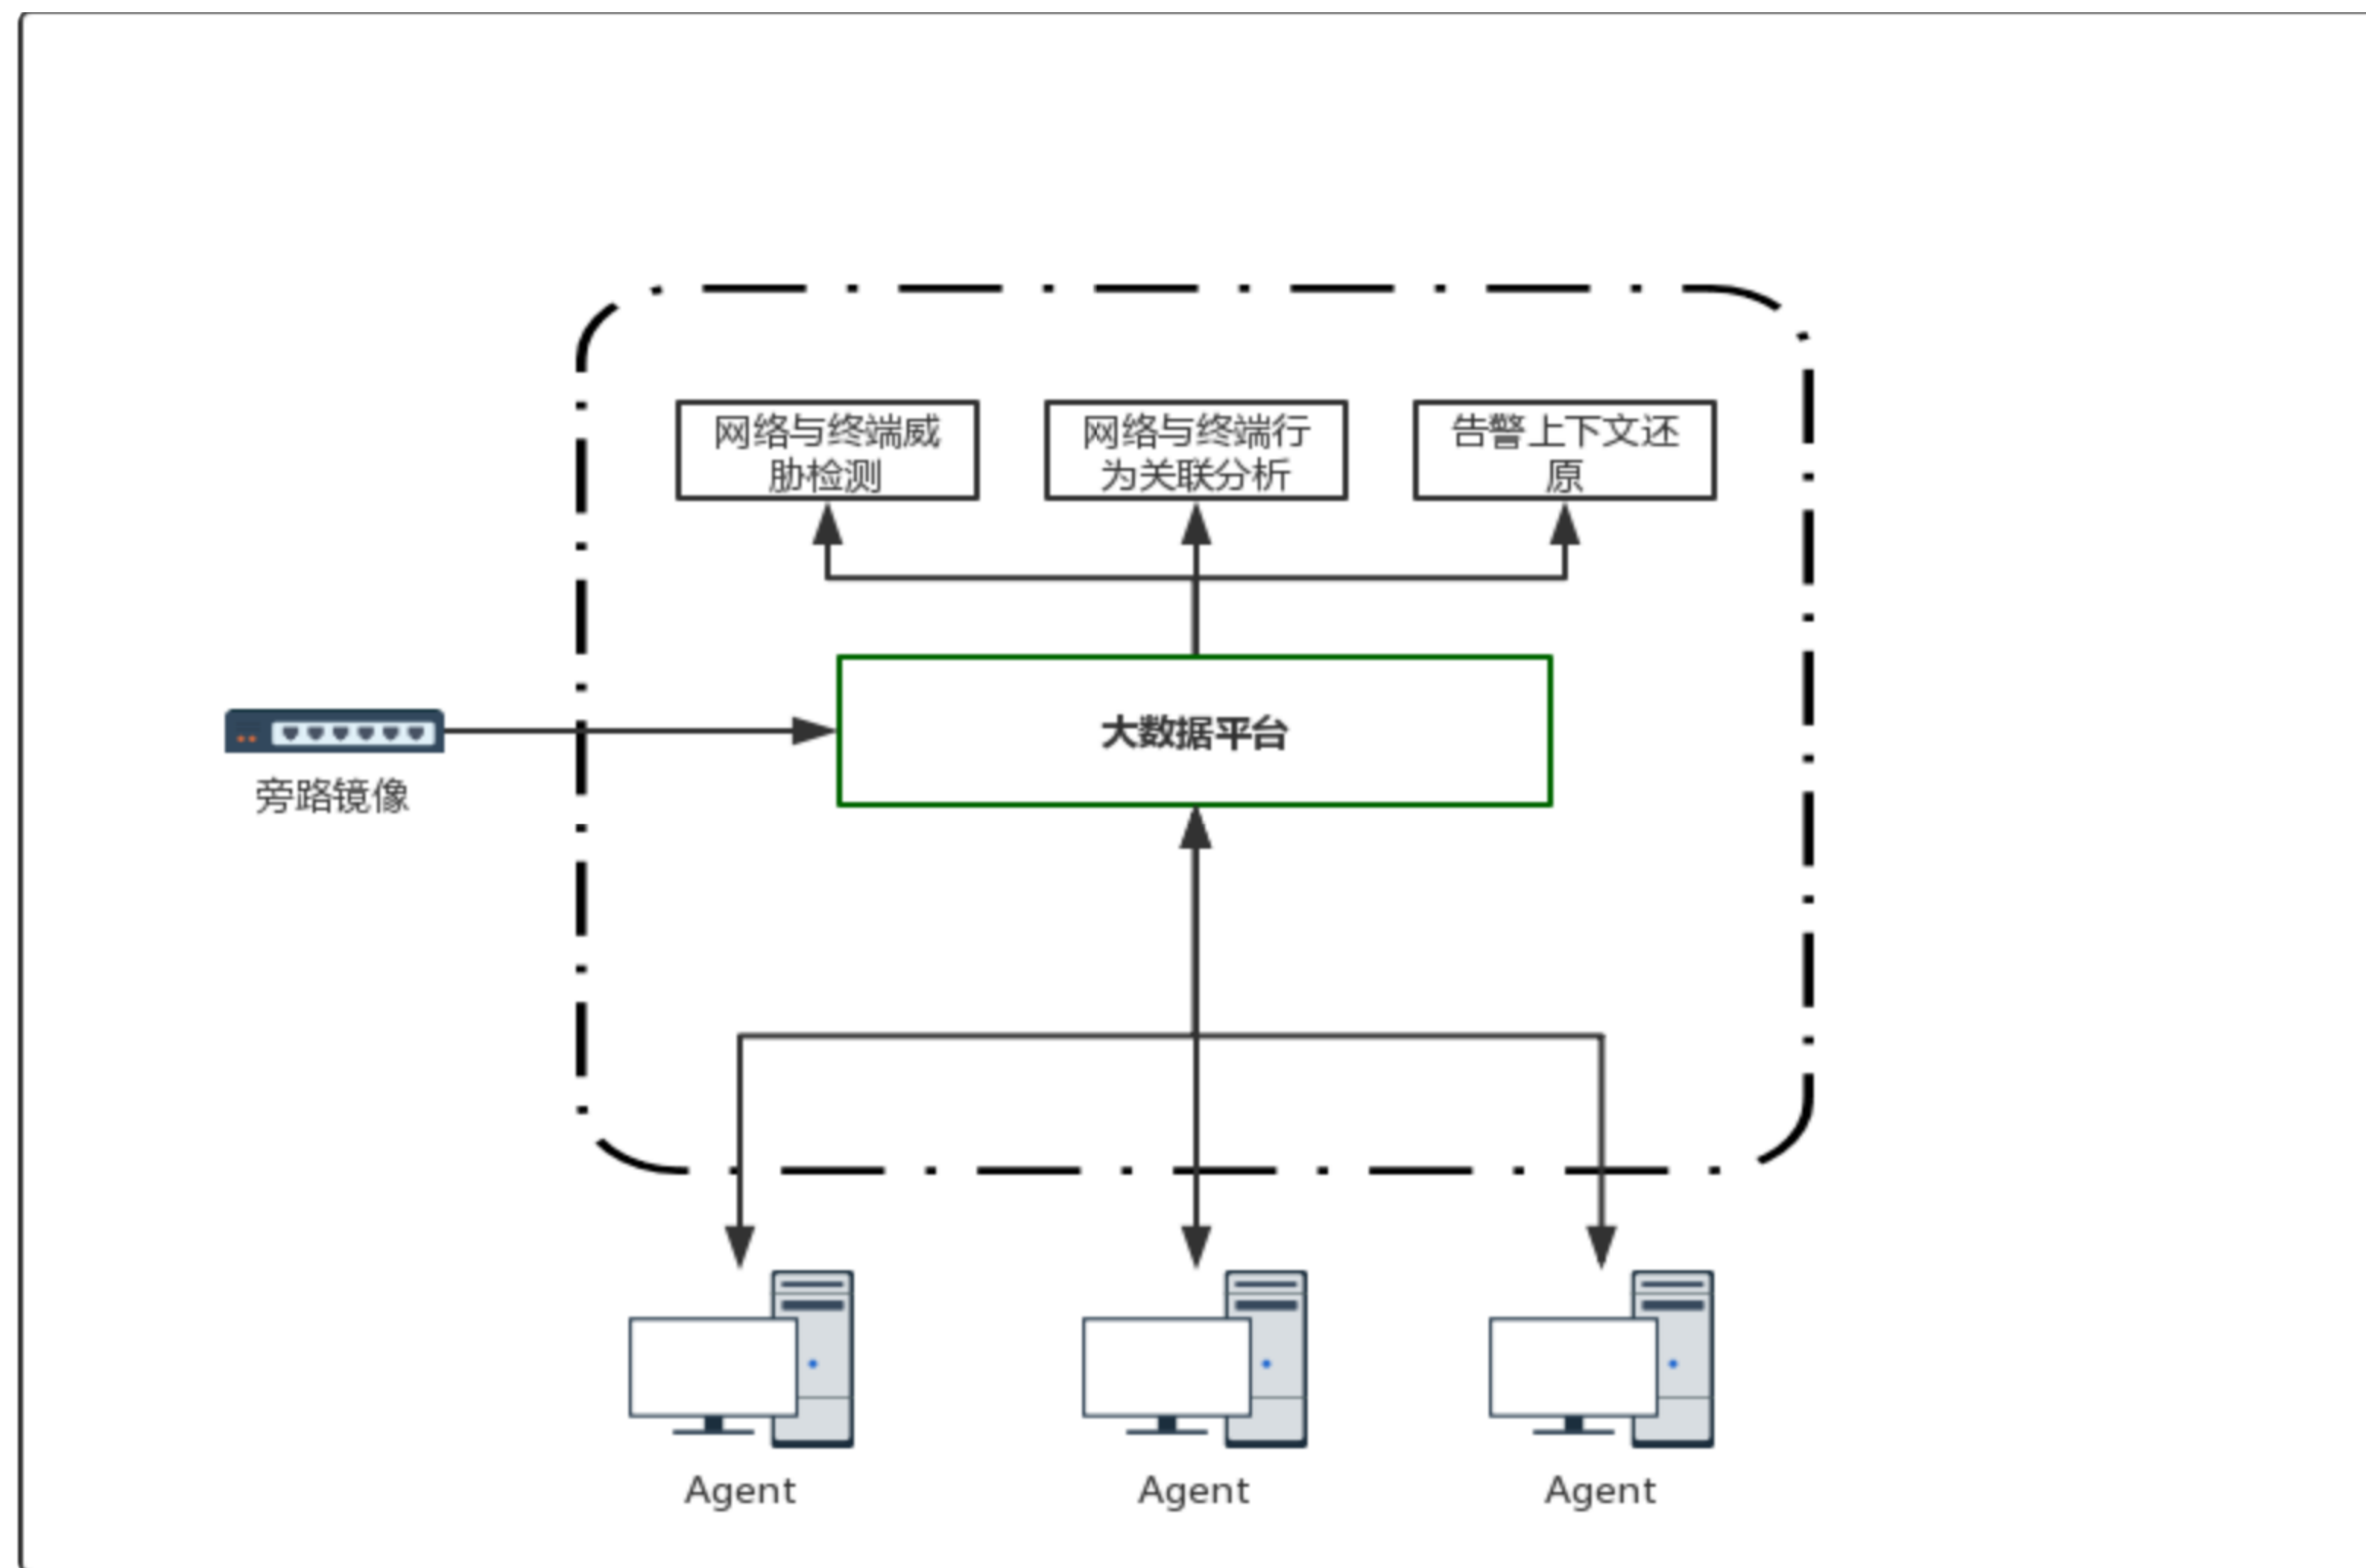 网络与终端威
胁检测
网络与终端行
为关联分析
告警上下文还
原
大数据平台
旁路镜像
Agent
Agent
Agent